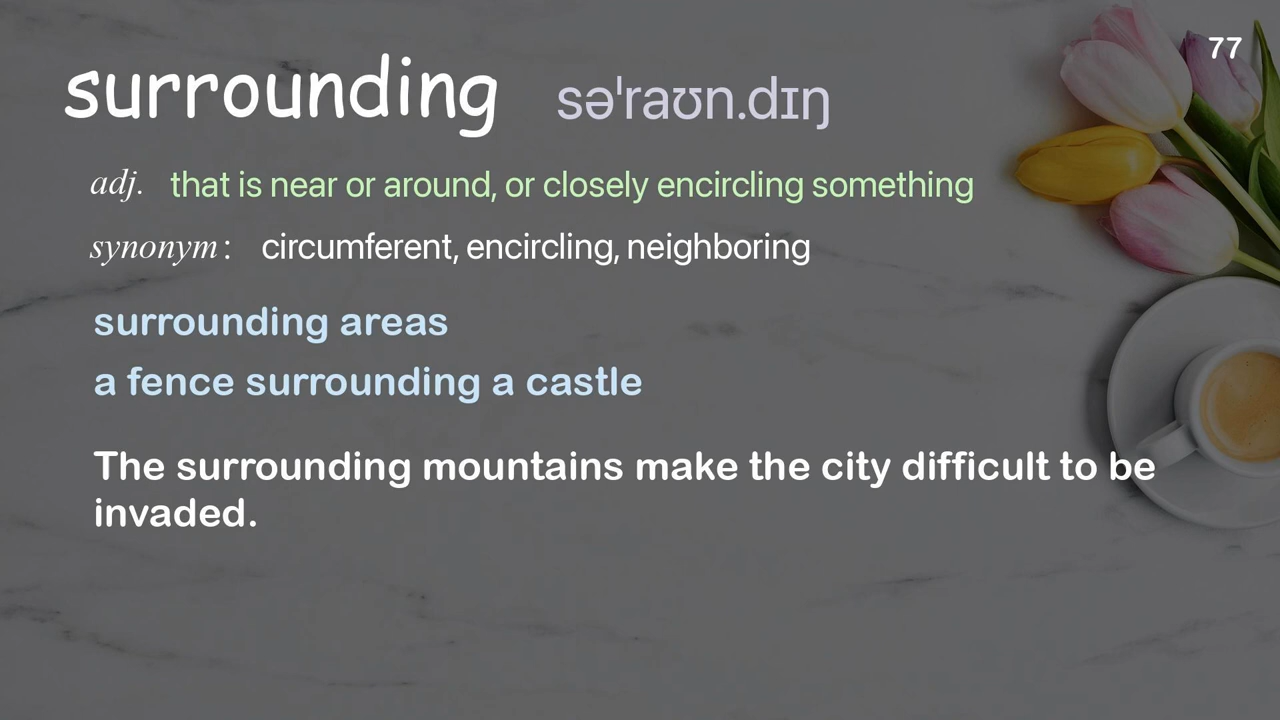 77
surrounding səˈraʊn.dɪŋ
adj. that is near or around, or closely encircling something
synonym : circumferent, encircling, neighboring
surrounding areas
a fence surrounding a castle
The surrounding mountains make the city difficult to be
invaded.